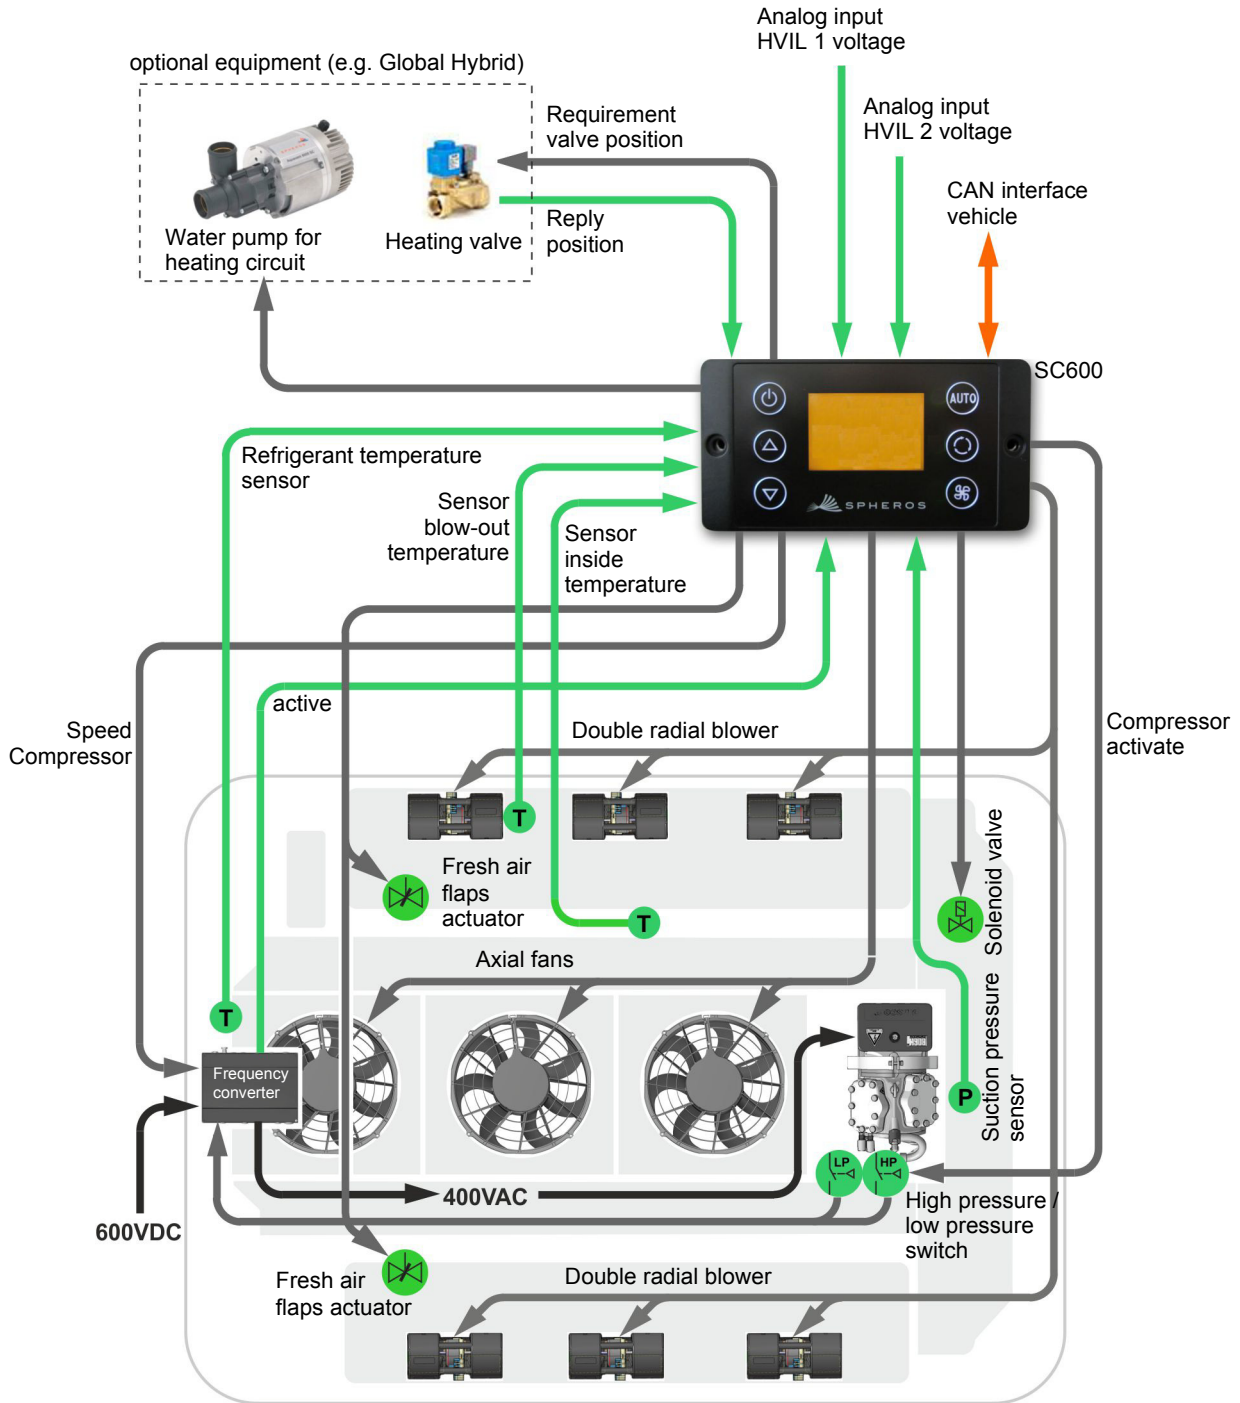 Analog input
HVIL 1 voltage
optional equipment (e.g. Global Hybrid)
Requirement
valve position
Analog input
HVIL 2 voltage
CAN interface
vehicle
Reply
position
Water pump for
heating circuit
Heating valve
SC600
AUTO
SPHEROS
Refrigerant temperature
sensor
Sensor
blow-out
temperature
Sensor
inside
temperature
active
Speed
Compressor
Double radial blower
Compressor
activate
T
Fresh air
flaps
actuator
T
Solenoid valve
Axial fans
T
Frequency
converter
P
Suction pressure
sensor
LP
HP
400VAC
600VDC
High pressure /
low pressure
switch
Fresh air
flaps actuator
Double radial blower